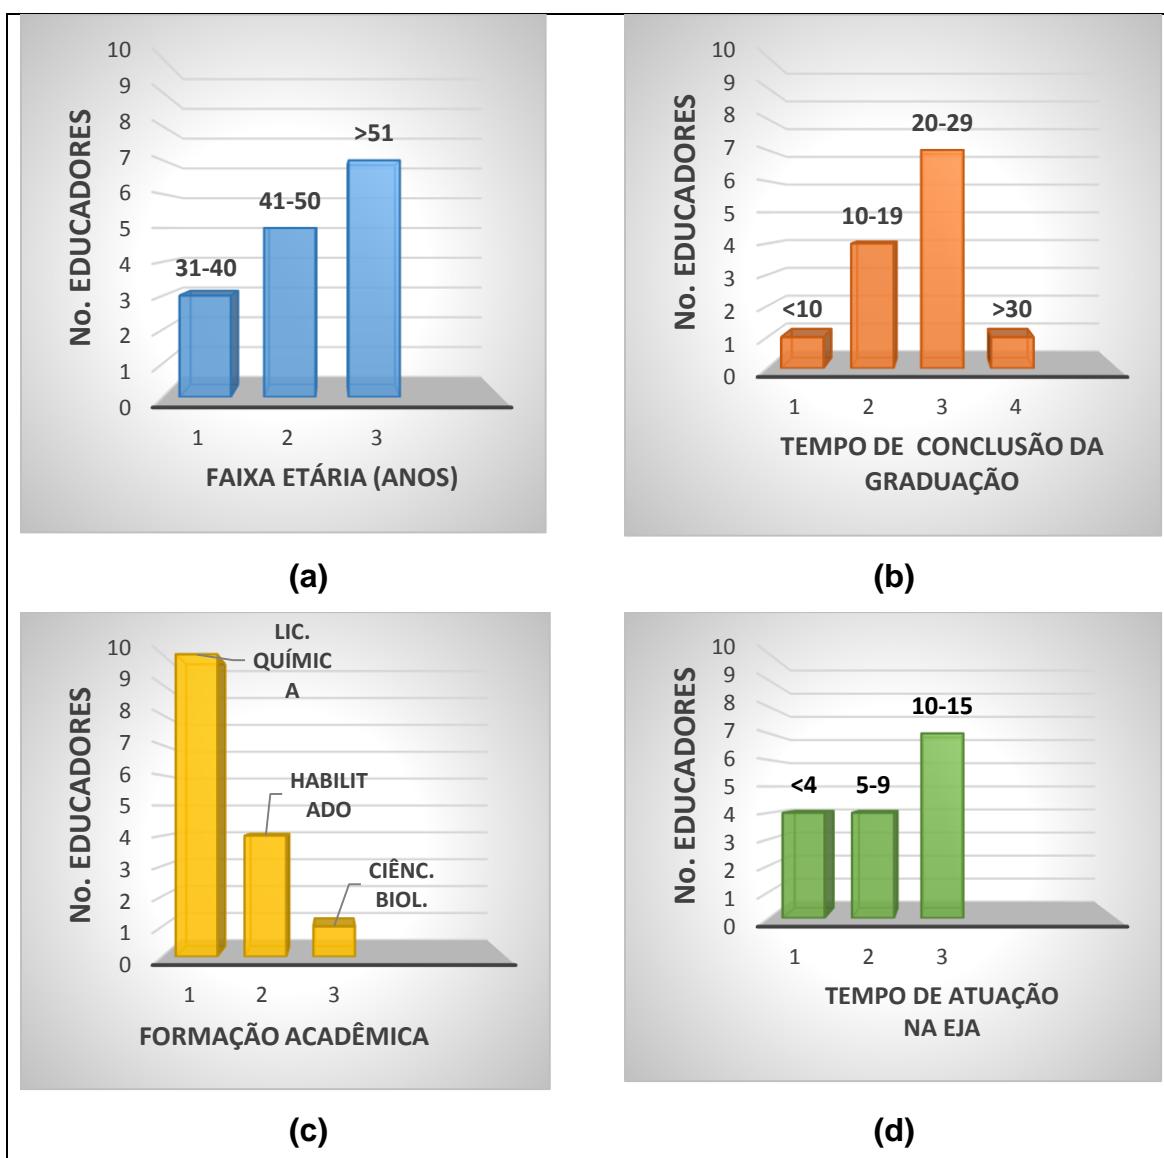 No. EDUCADORES
10
9
8
7
6
5
4
3
2
1
0
31-40
41-50
>51
1 2 3
FAIXA ETÁRIA (ANOS)
(a)
No. EDUCADORES
10
9
8
7
6
5
4
3
2
1
0
<10
10-19
20-29
>30
1 2 3 4
TEMPO DE CONCLUSÃO DA
GRADUAÇÃO
(b)
No. EDUCADORES
10
9
8
7
6
5
4
3
2
1
0
LIC.
QUÍMIC
A
HABILIT
ADO
CIÊNC.
BIOL.
1 2 3
FORMAÇÃO ACADÊMICA
(c)
No. EDUCADORES
10
9
8
7
6
5
4
3
2
1
0
<4
5-9
10-15
1 2 3
TEMPO DE ATUAÇÃO
NA EJA
(d)